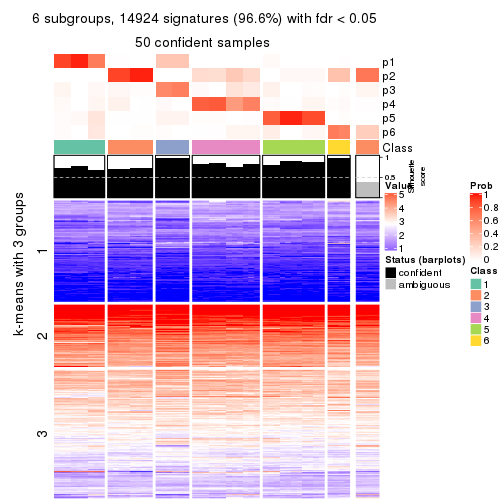 6 subgroups, 14924 signatures (96.6%) with fdr < 0.05
50 confident samples
p1
p2
p3
p4
p5
p6
Class
1
0.5
0
Silhouette
score
k-means with 3 groups
1
2
3
Value
5
4
3
2
1
Status (barplots)
confident
ambiguous
Prob
1
0.8
0.6
0.4
0.2
0
Class
1
2
3
4
5
6